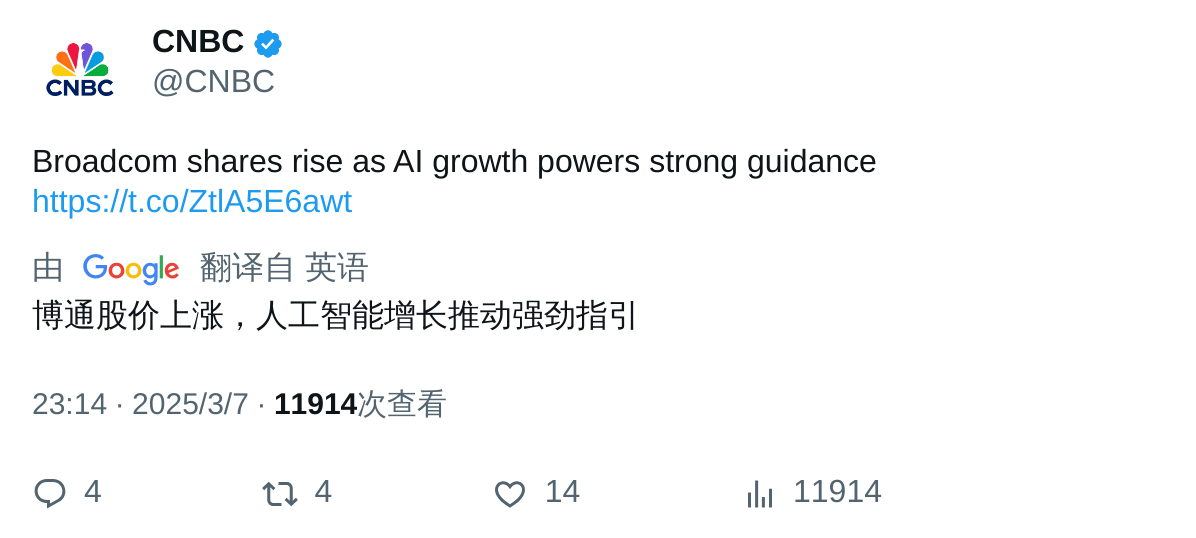 CNBC
CNBC
@CNBC
Broadcom shares rise as AI growth powers strong guidance
https://t.co/ZtlA5E6awt
由 Google 翻译自 英语
博通股价上涨，人工智能增长推动强劲指引
23:14 · 2025/3/7 · 11914次查看
4 4 14 11914